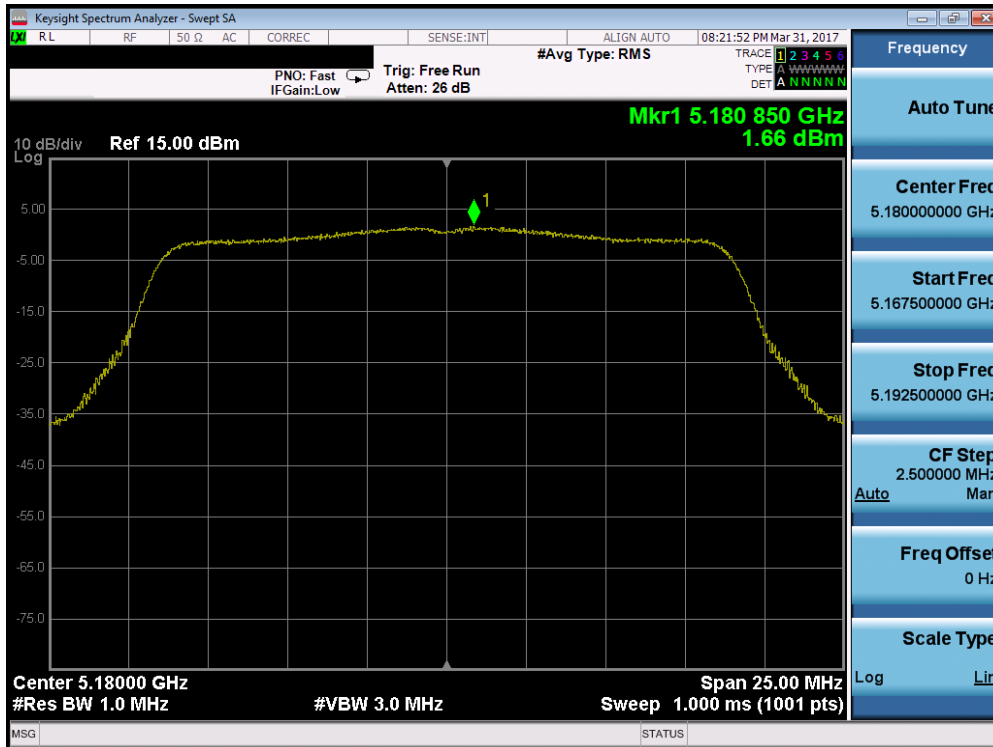 Keysight Spectrum Analyzer - Swept SA
LXI RL RF 50 Ω AC CORREC SENSE:INT ALIGN AUTO 08:21:52 PM Mar 31, 2017
#Avg Type: RMS TRACE 1 2 3 4 5 6
PNO: Fast Trig: Free Run TYPE A WWWWW
IFGain:Low Atten: 26 dB DET A N N N N N
Mkr1 5.180 850 GHz
1.66 dBm
10 dB/div Ref 15.00 dBm
Log
1
5.00
-5.00
-15.0
-25.0
-35.0
-45.0
-55.0
-65.0
-75.0
Center 5.18000 GHz Span 25.00 MHz
#Res BW 1.0 MHz #VBW 3.0 MHz Sweep 1.000 ms (1001 pts)
MSG STATUS
Frequency
Auto Tune
Center Freq
5.180000000 GHz
Start Freq
5.167500000 GHz
Stop Freq
5.192500000 GHz
CF Step
2.500000 MHz
Auto Man
Freq Offset
0 Hz
Scale Type
Log Lin